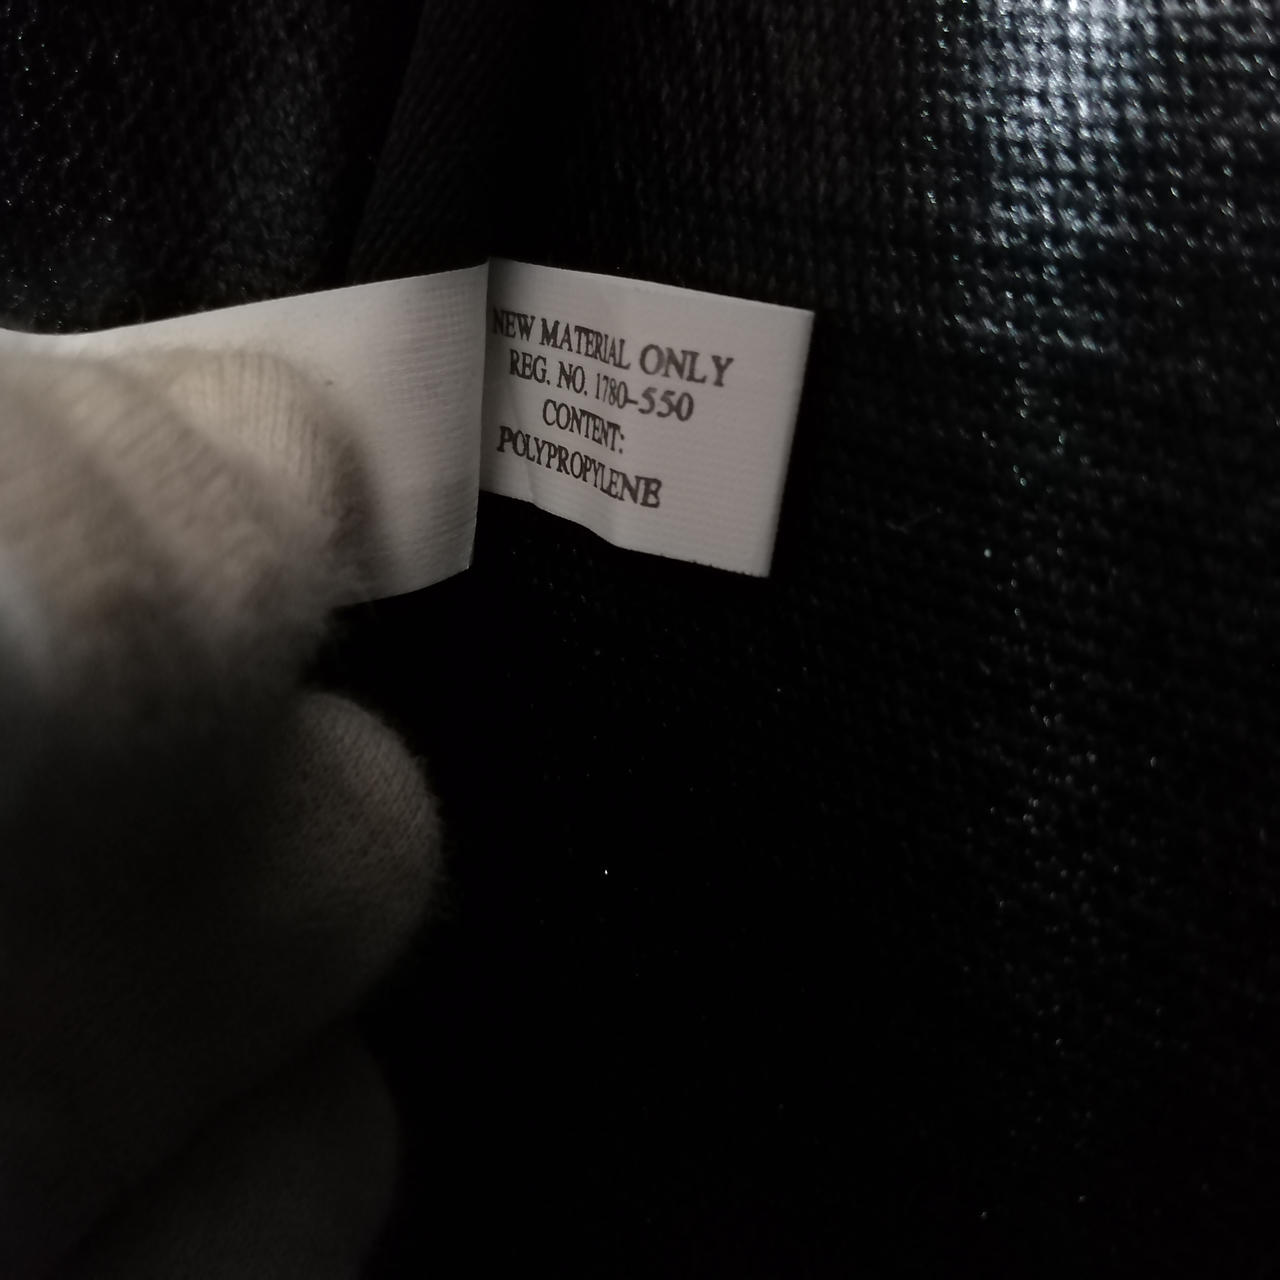 NEW MATERIAL ONLY
REG. NO. 1780-550
CONTENT:
POLYPROPYLENE